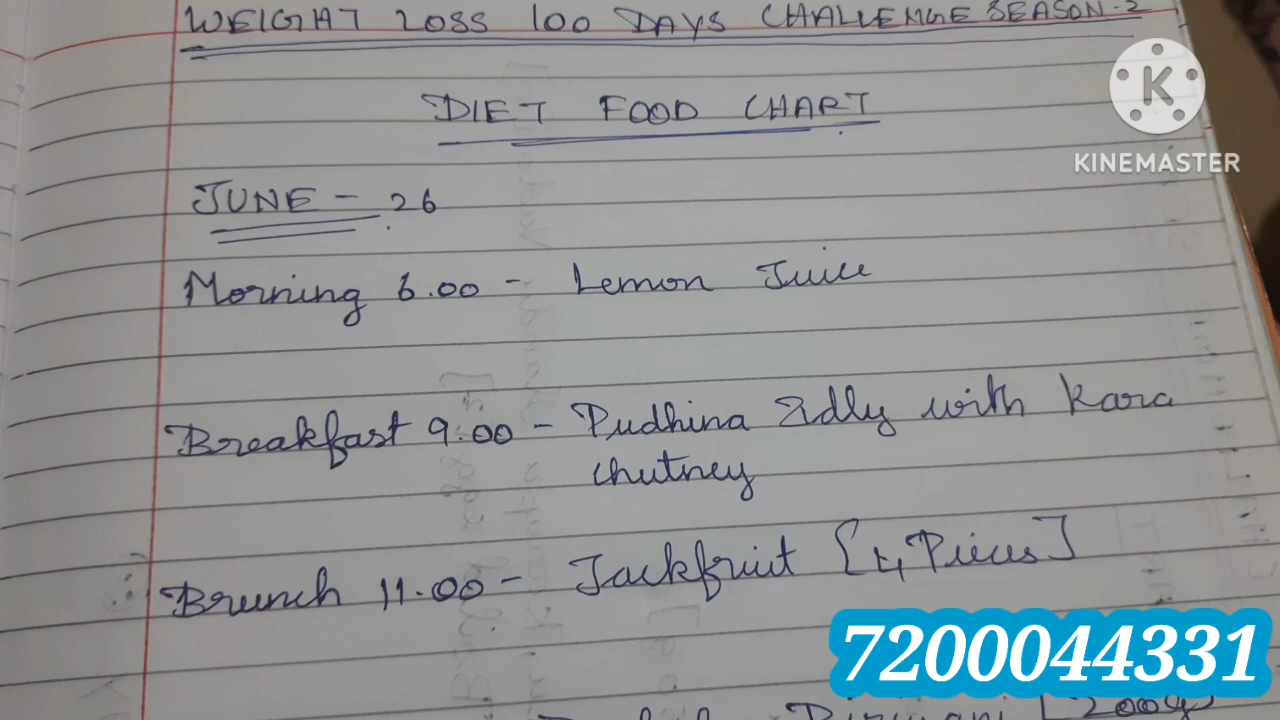 WEIGHT LOSS 100 DAYS CHALLENGE SEASON-2
DIET FOOD CHART
JUNE - 26
Morning 6.00 - Lemon Juice
Breakfast 9.00 - Pudhina Idly with Kara
chutney
Brunch 11.00 - Jackfruit [4 Pieces]
K
KINEMASTER
7200044331